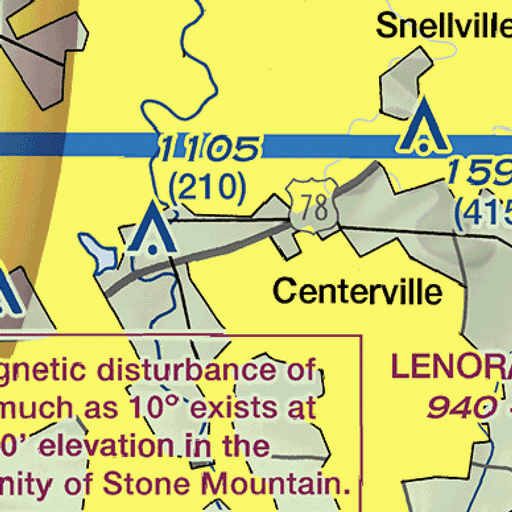 Snellville
1105
(210)
159
(415
78
Centerville
gnetic disturbance of
much as 10° exists at
0' elevation in the
nity of Stone Mountain.
LENORA
940 -